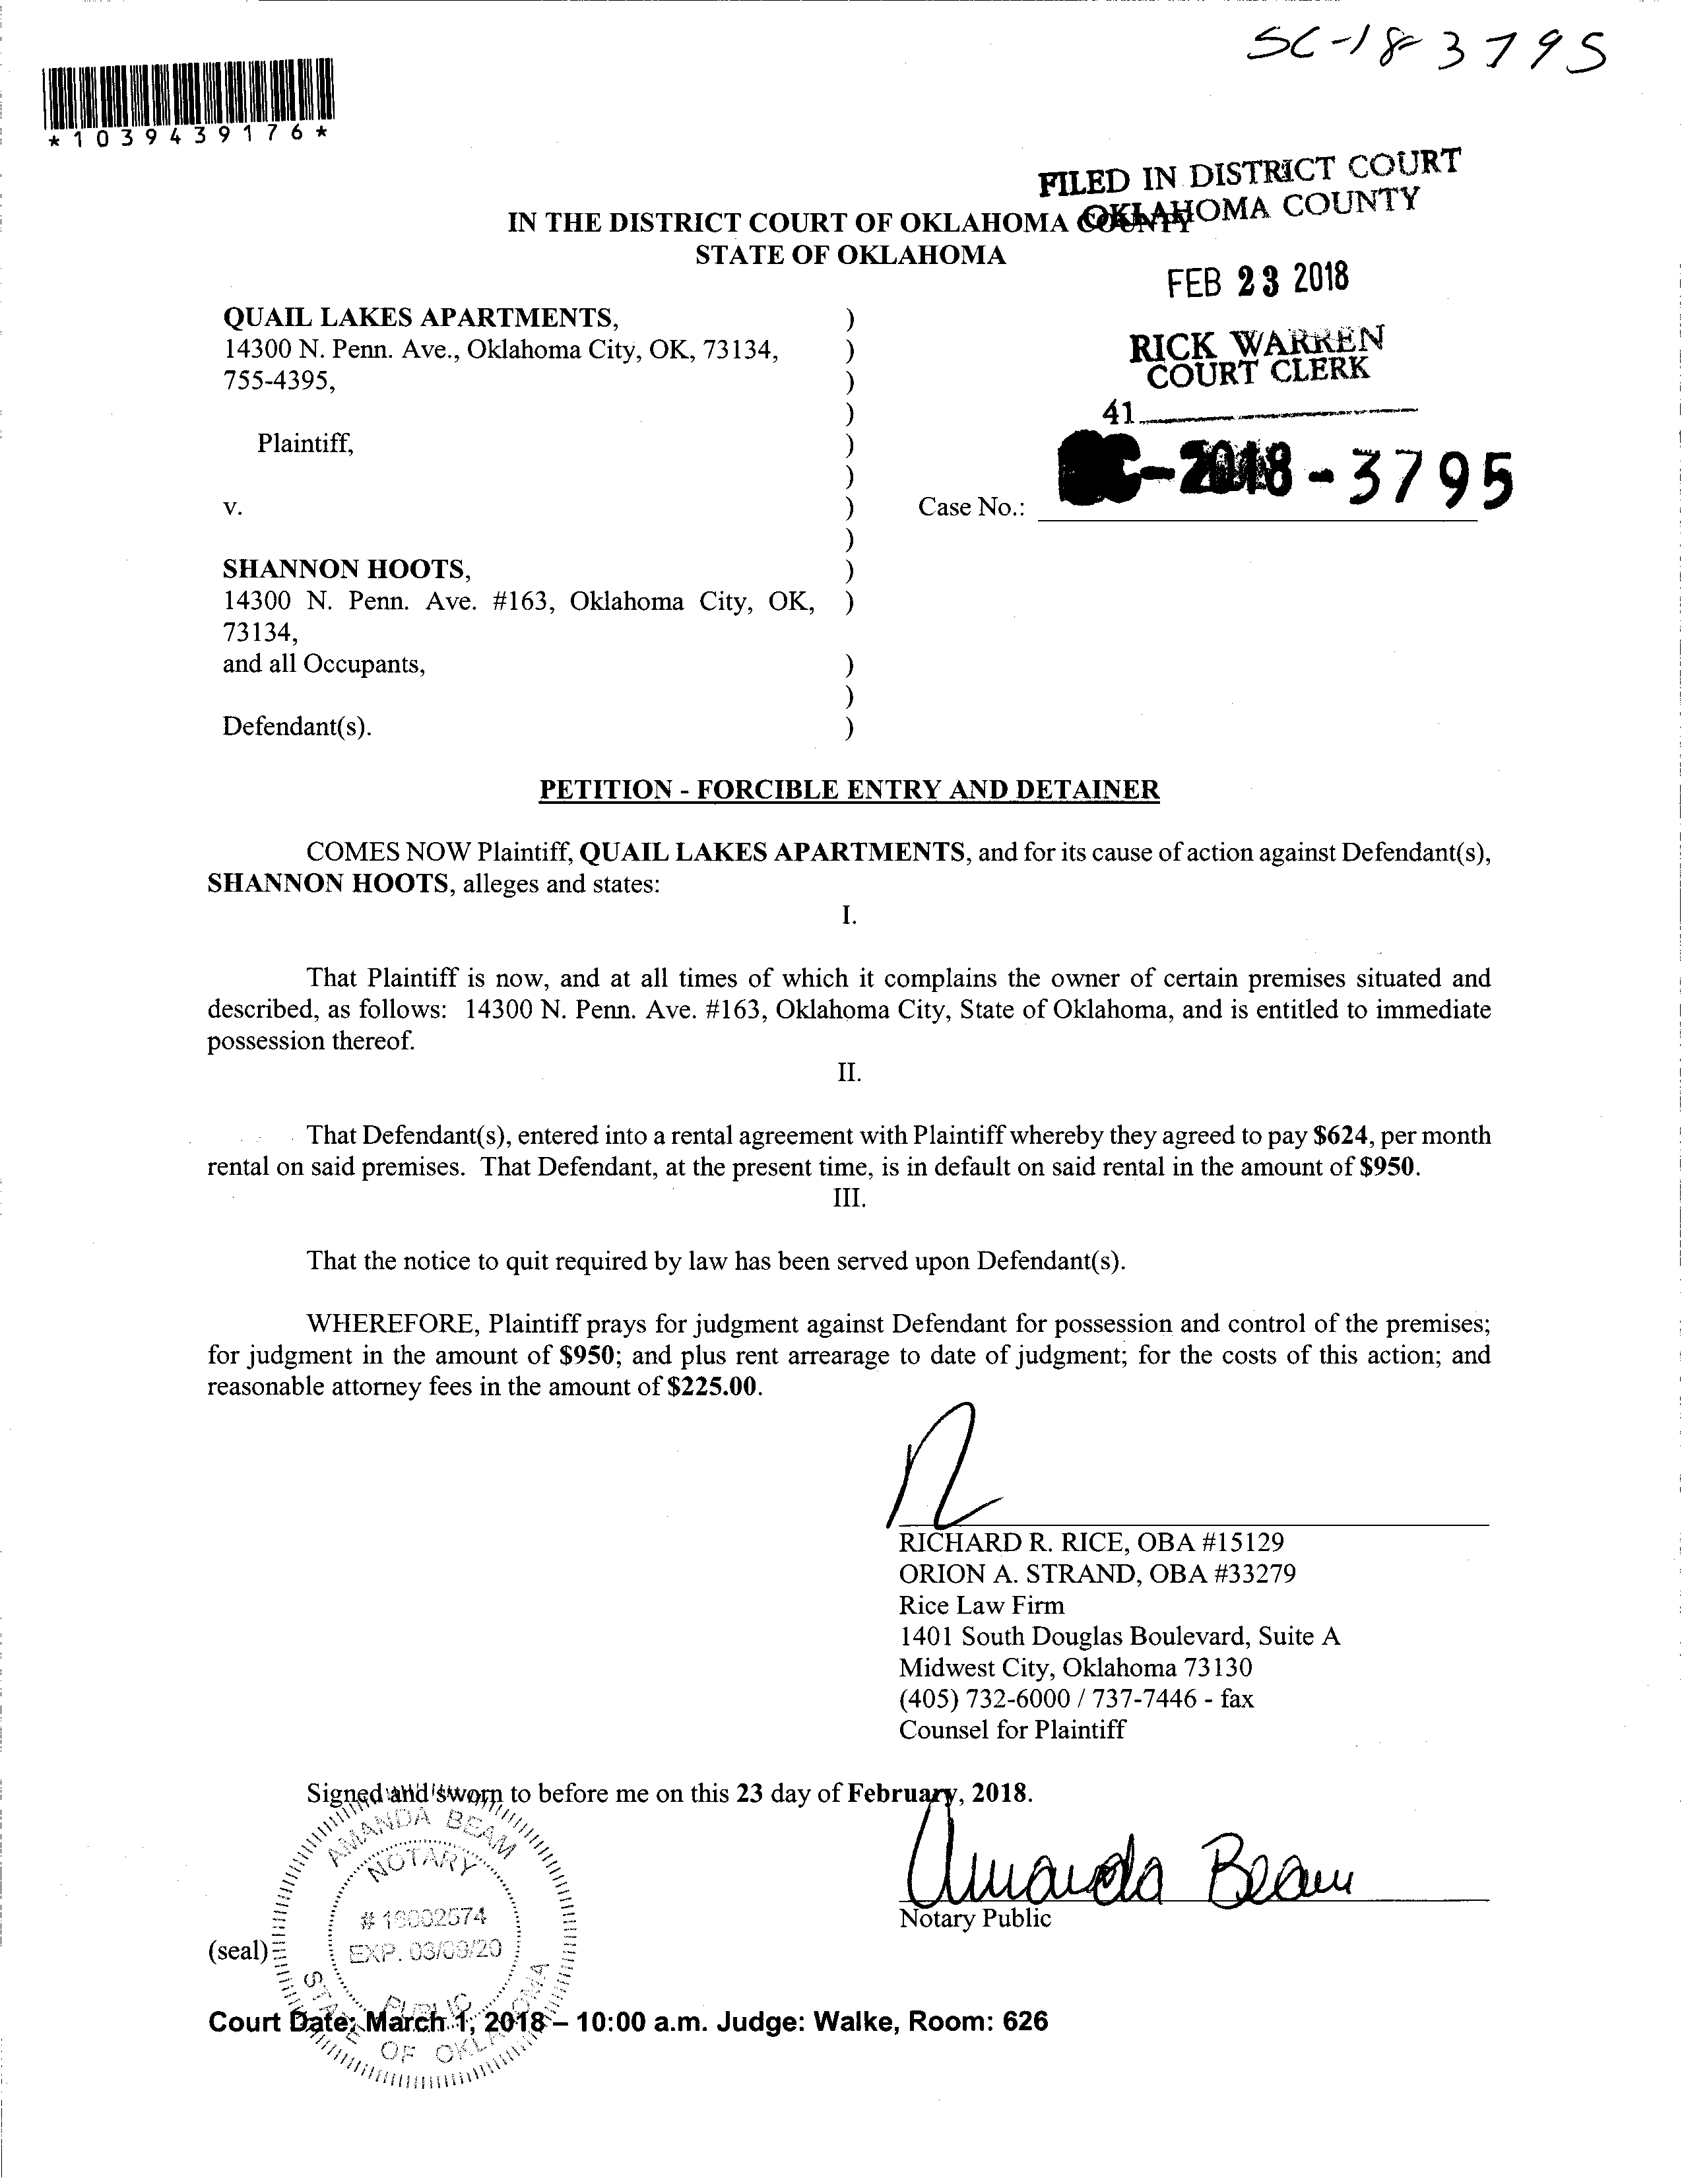 SC-18-3795
*1039439176*
FILED IN DISTRICT COURT
OKLAHOMA COUNTY
IN THE DISTRICT COURT OF OKLAHOMA COUNTY
STATE OF OKLAHOMA
FEB 23 2018
RICK WARREN
COURT CLERK
41
QUAIL LAKES APARTMENTS, )
14300 N. Penn. Ave., Oklahoma City, OK, 73134, )
755-4395, )
)
Plaintiff, )
)
v. ) Case No.: SC-2018-3795
)
SHANNON HOOTS, )
14300 N. Penn. Ave. #163, Oklahoma City, OK, )
73134,
and all Occupants, )
)
Defendant(s). )
PETITION - FORCIBLE ENTRY AND DETAINER
COMES NOW Plaintiff, QUAIL LAKES APARTMENTS, and for its cause of action against Defendant(s),
SHANNON HOOTS, alleges and states:
I.
That Plaintiff is now, and at all times of which it complains the owner of certain premises situated and
described, as follows: 14300 N. Penn. Ave. #163, Oklahoma City, State of Oklahoma, and is entitled to immediate
possession thereof.
II.
That Defendant(s), entered into a rental agreement with Plaintiff whereby they agreed to pay $624, per month
rental on said premises. That Defendant, at the present time, is in default on said rental in the amount of $950.
III.
That the notice to quit required by law has been served upon Defendant(s).
WHEREFORE, Plaintiff prays for judgment against Defendant for possession and control of the premises;
for judgment in the amount of $950; and plus rent arrearage to date of judgment; for the costs of this action; and
reasonable attorney fees in the amount of $225.00.
RICHARD R. RICE, OBA #15129
ORION A. STRAND, OBA #33279
Rice Law Firm
1401 South Douglas Boulevard, Suite A
Midwest City, Oklahoma 73130
(405) 732-6000 / 737-7446 - fax
Counsel for Plaintiff
Signed and sworn to before me on this 23 day of February, 2018.
AMANDA BEAM
NOTARY
PUBLIC
STATE OF OKLAHOMA
Amanda Beam
Notary Public
(seal)
Court Date: March 1, 2018 – 10:00 a.m. Judge: Walke, Room: 626